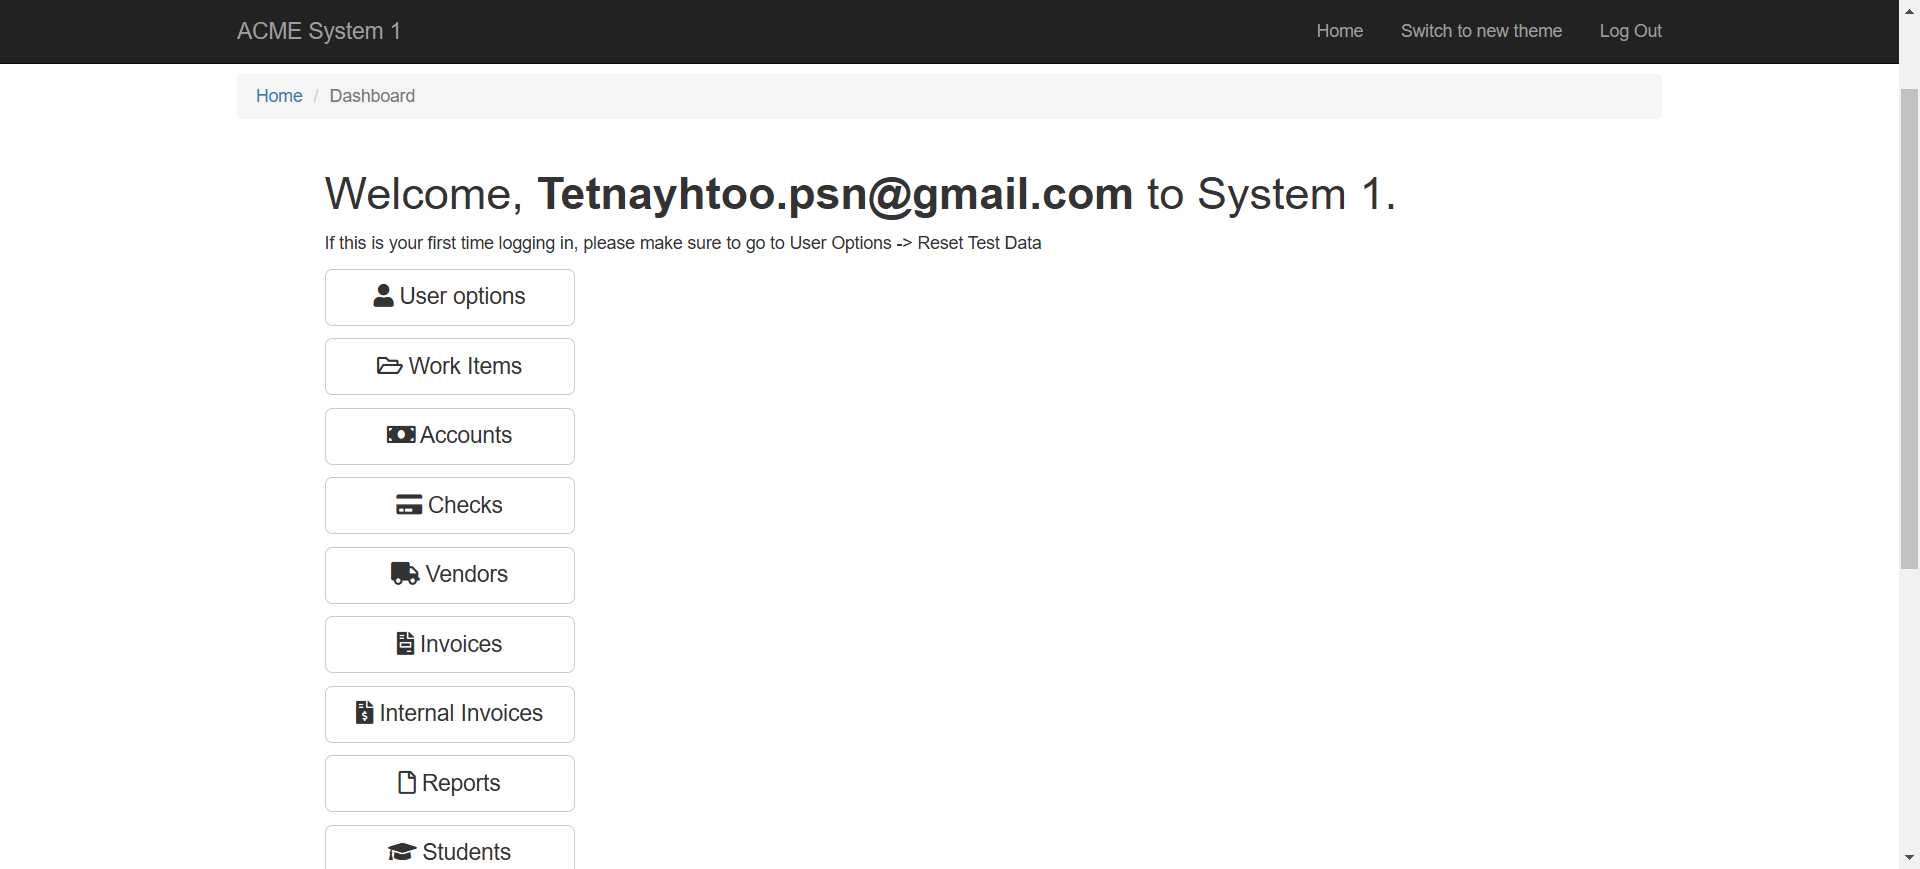 ACME System 1
Home
Switch to new theme
Log Out
Home / Dashboard
Welcome, Tetnayhtoo.psn@gmail.com to System 1.
If this is your first time logging in, please make sure to go to User Options -> Reset Test Data
User options
Work Items
Accounts
Checks
Vendors
Invoices
Internal Invoices
Reports
Students